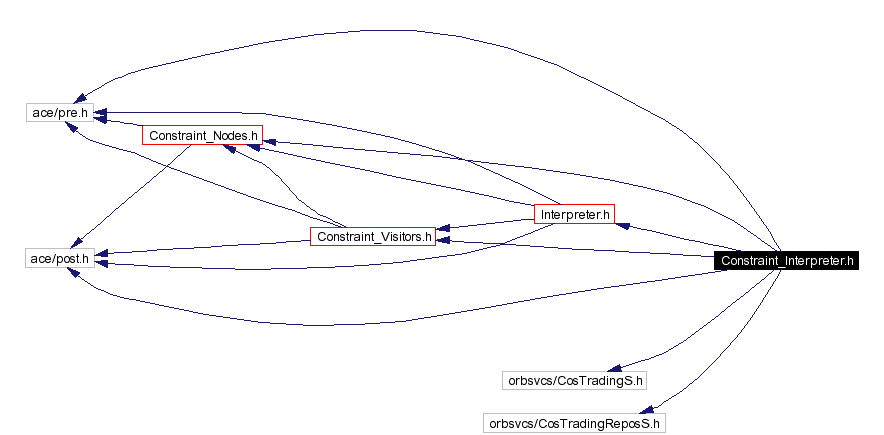 ace/pre.h
Constraint_Nodes.h
Interpreter.h
Constraint_Visitors.h
ace/post.h
Constraint_Interpreter.h
orbsvcs/CosTradingS.h
orbsvcs/CosTradingReposS.h